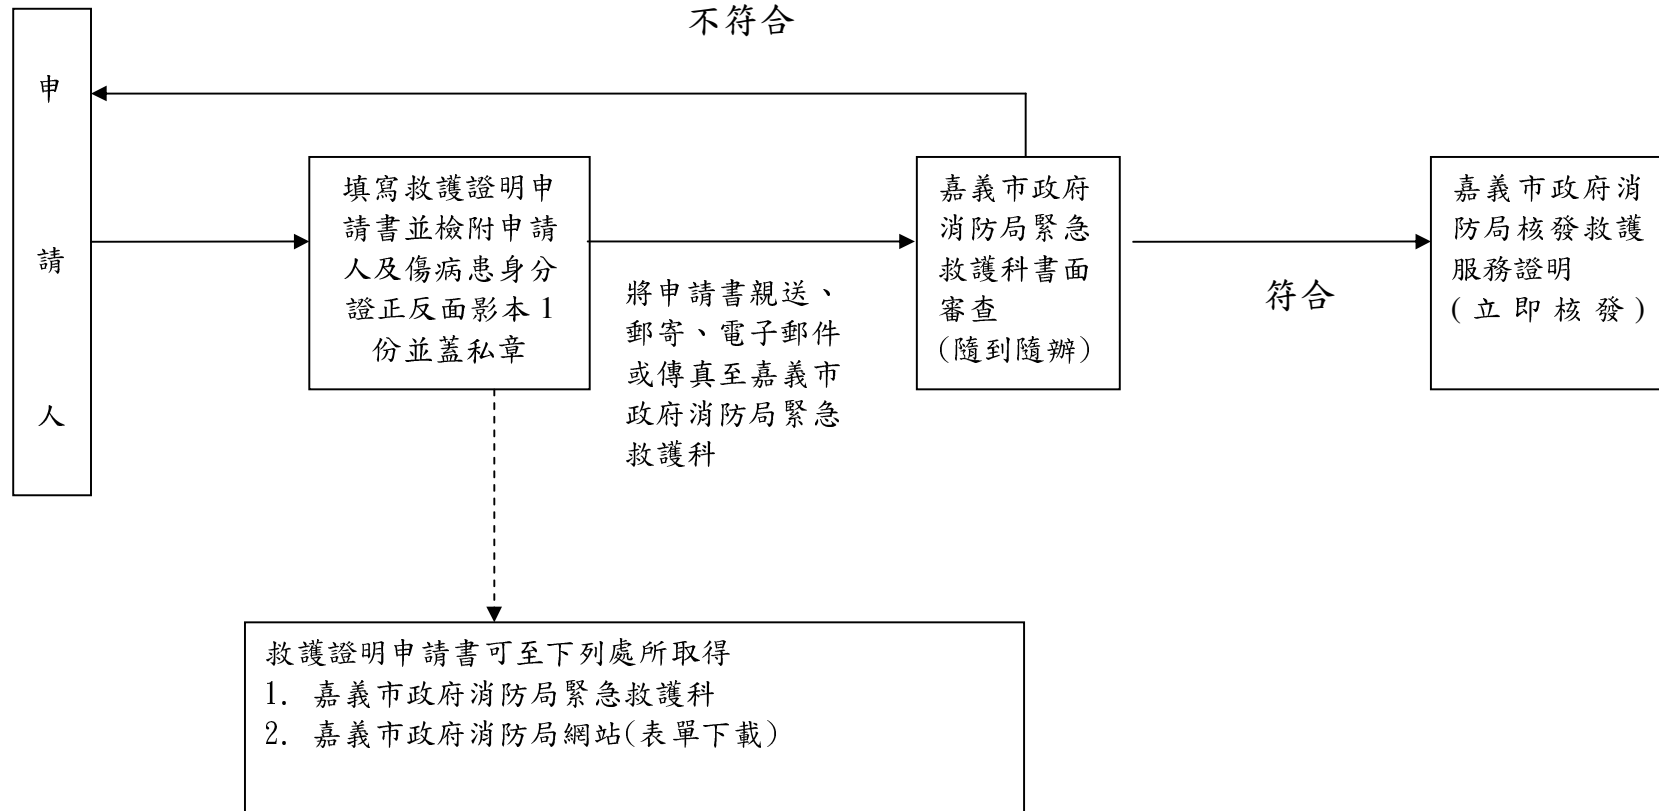 不符合
申
請
人
填寫救護證明申
請書並檢附申請
人及傷病患身分
證正反面影本 1
份並蓋私章
將申請書親送、
郵寄、電子郵件
或傳真至嘉義市
政府消防局緊急
救護科
嘉義市政府
消防局緊急
救護科書面
審查
(隨到隨辦)
符合
嘉義市政府消
防局核發救護
服務證明
(立即核發)
救護證明申請書可至下列處所取得
1. 嘉義市政府消防局緊急救護科
2. 嘉義市政府消防局網站(表單下載)